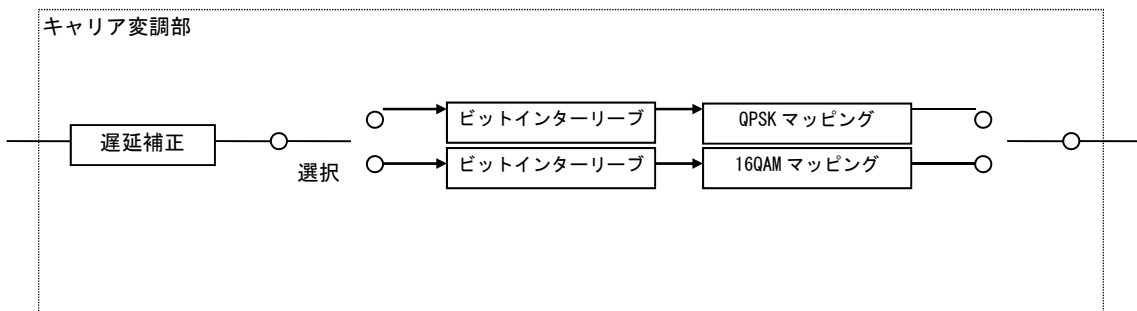 キャリア変調部
遅延補正
選択
ビットインターリーブ
QPSK マッピング
ビットインターリーブ
16QAM マッピング